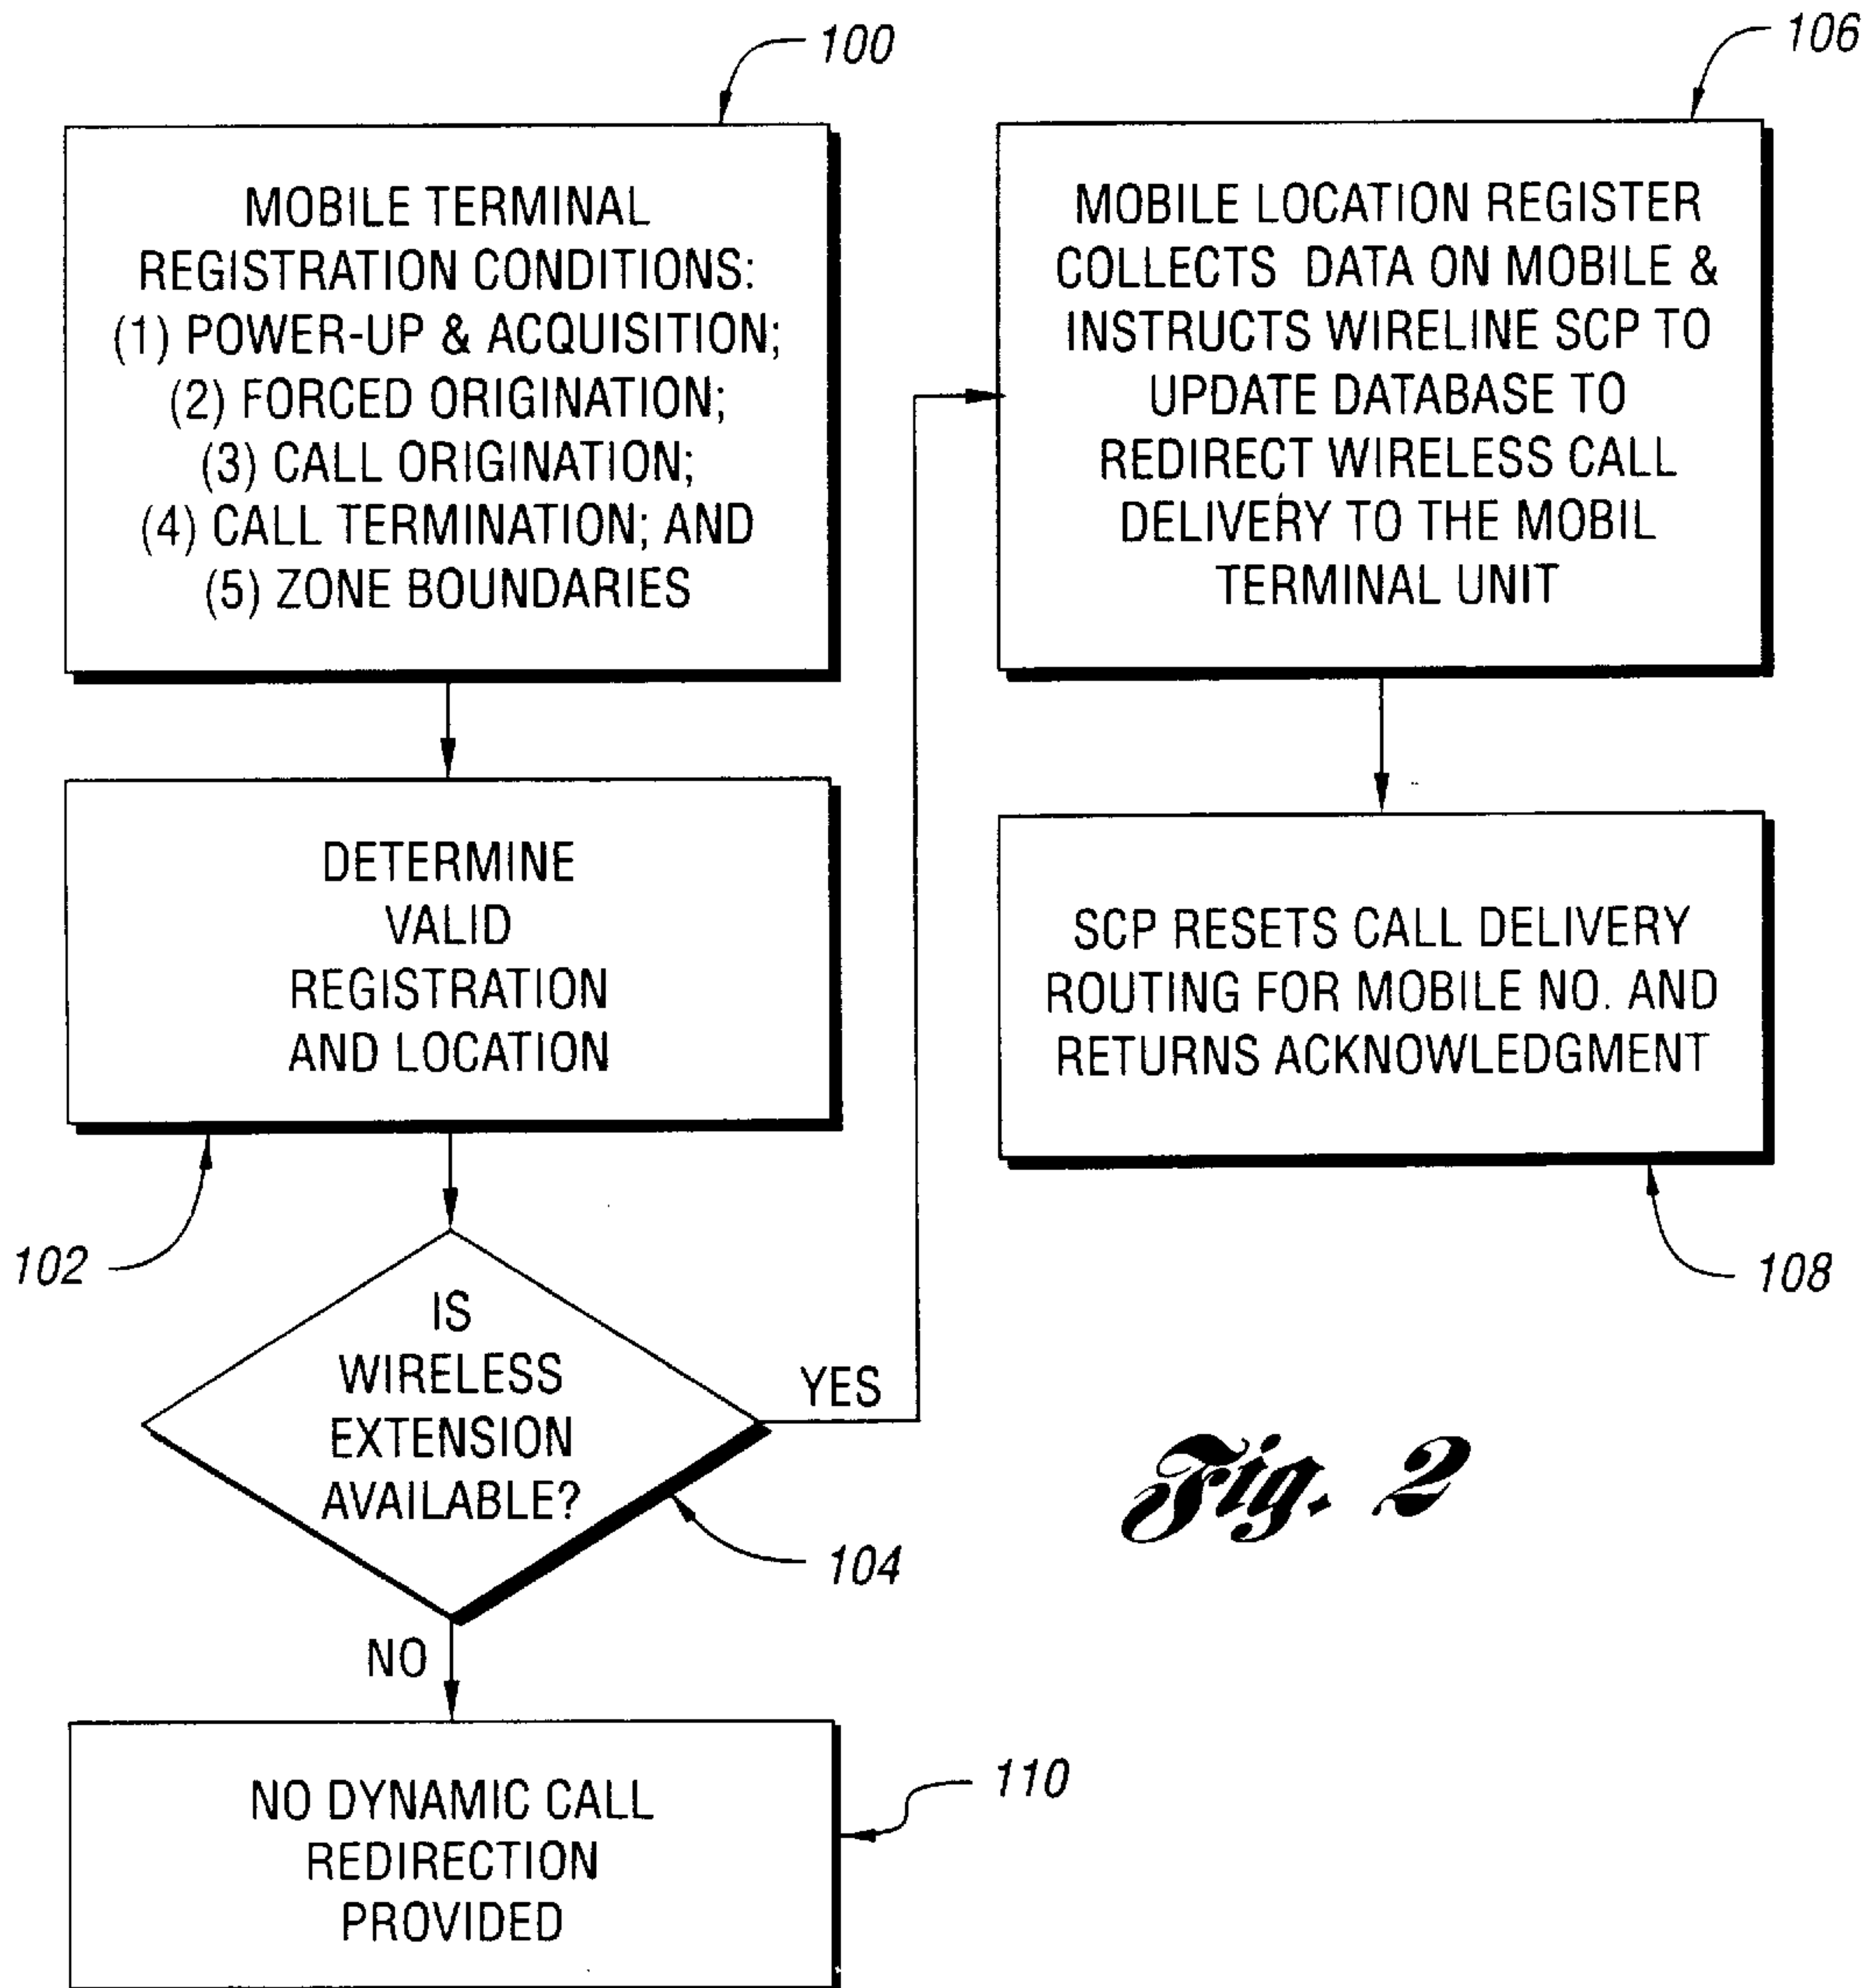 100
MOBILE TERMINAL
REGISTRATION CONDITIONS:
(1) POWER-UP & ACQUISITION;
(2) FORCED ORIGINATION;
(3) CALL ORIGINATION;
(4) CALL TERMINATION; AND
(5) ZONE BOUNDARIES
DETERMINE
VALID
REGISTRATION
AND LOCATION
102
IS
WIRELESS
EXTENSION
AVAILABLE?
YES
104
NO
NO DYNAMIC CALL
REDIRECTION
PROVIDED
110
106
MOBILE LOCATION REGISTER
COLLECTS DATA ON MOBILE &
INSTRUCTS WIRELINE SCP TO
UPDATE DATABASE TO
REDIRECT WIRELESS CALL
DELIVERY TO THE MOBIL
TERMINAL UNIT
SCP RESETS CALL DELIVERY
ROUTING FOR MOBILE NO. AND
RETURNS ACKNOWLEDGMENT
108
Fig. 2